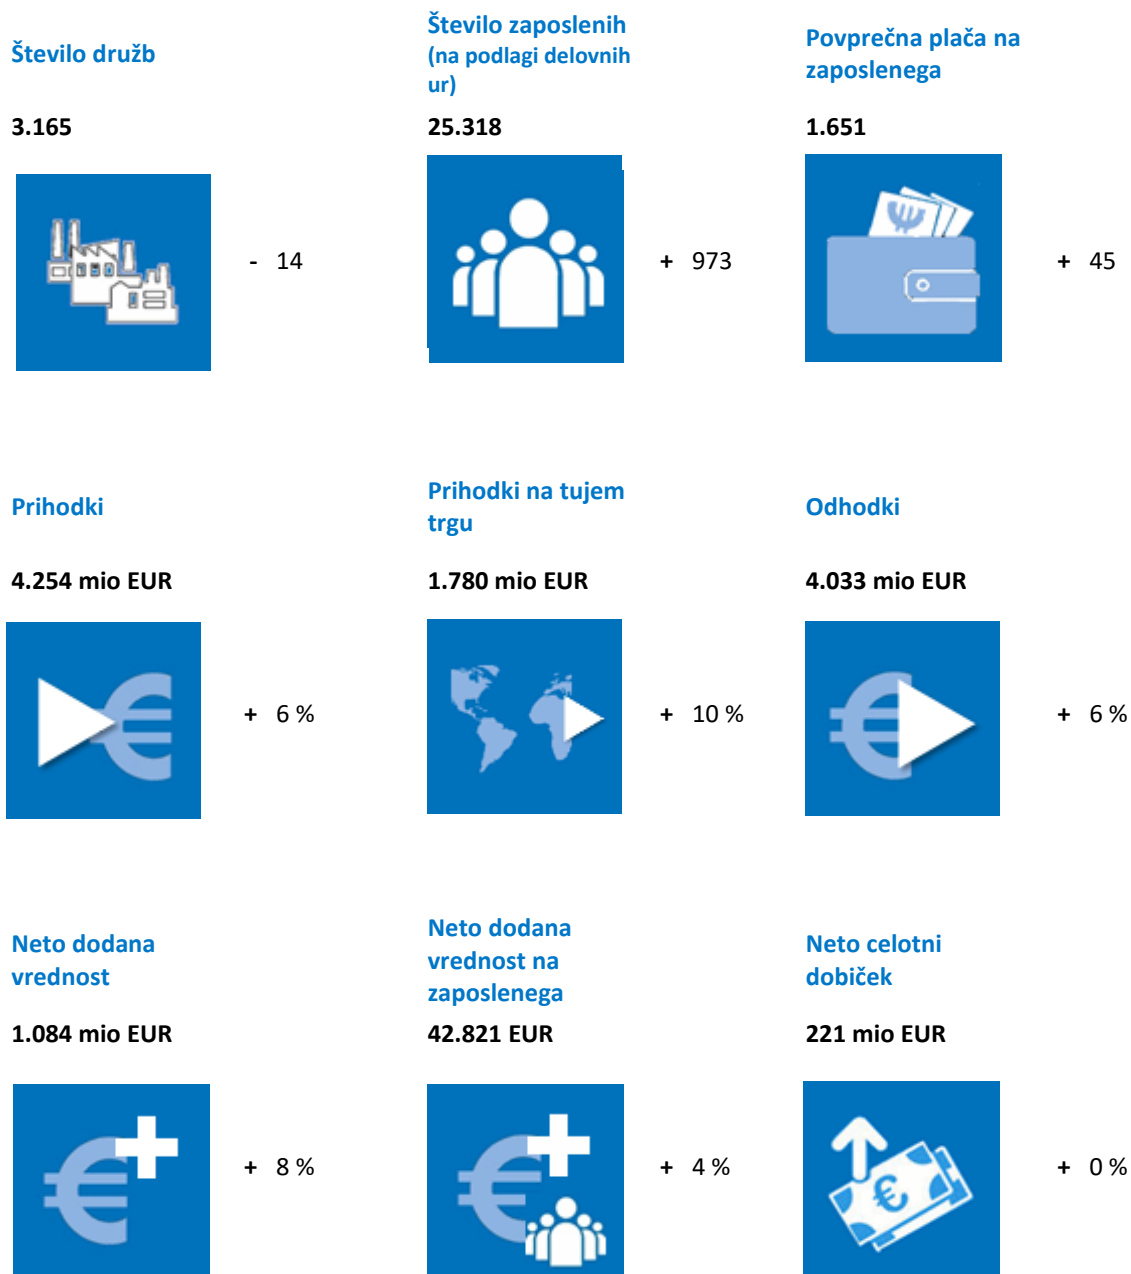 Število družb
3.165
- 14
Število zaposlenih
(na podlagi delovnih
ur)
25.318
+ 973
Povprečna plača na
zaposlenega
1.651
+ 45
Prihodki
4.254 mio EUR
+ 6 %
Prihodki na tujem
trgu
1.780 mio EUR
+ 10 %
Odhodki
4.033 mio EUR
+ 6 %
Neto dodana
vrednost
1.084 mio EUR
+ 8 %
Neto dodana
vrednost na
zaposlenega
42.821 EUR
+ 4 %
Neto celotni
dobiček
221 mio EUR
+ 0 %